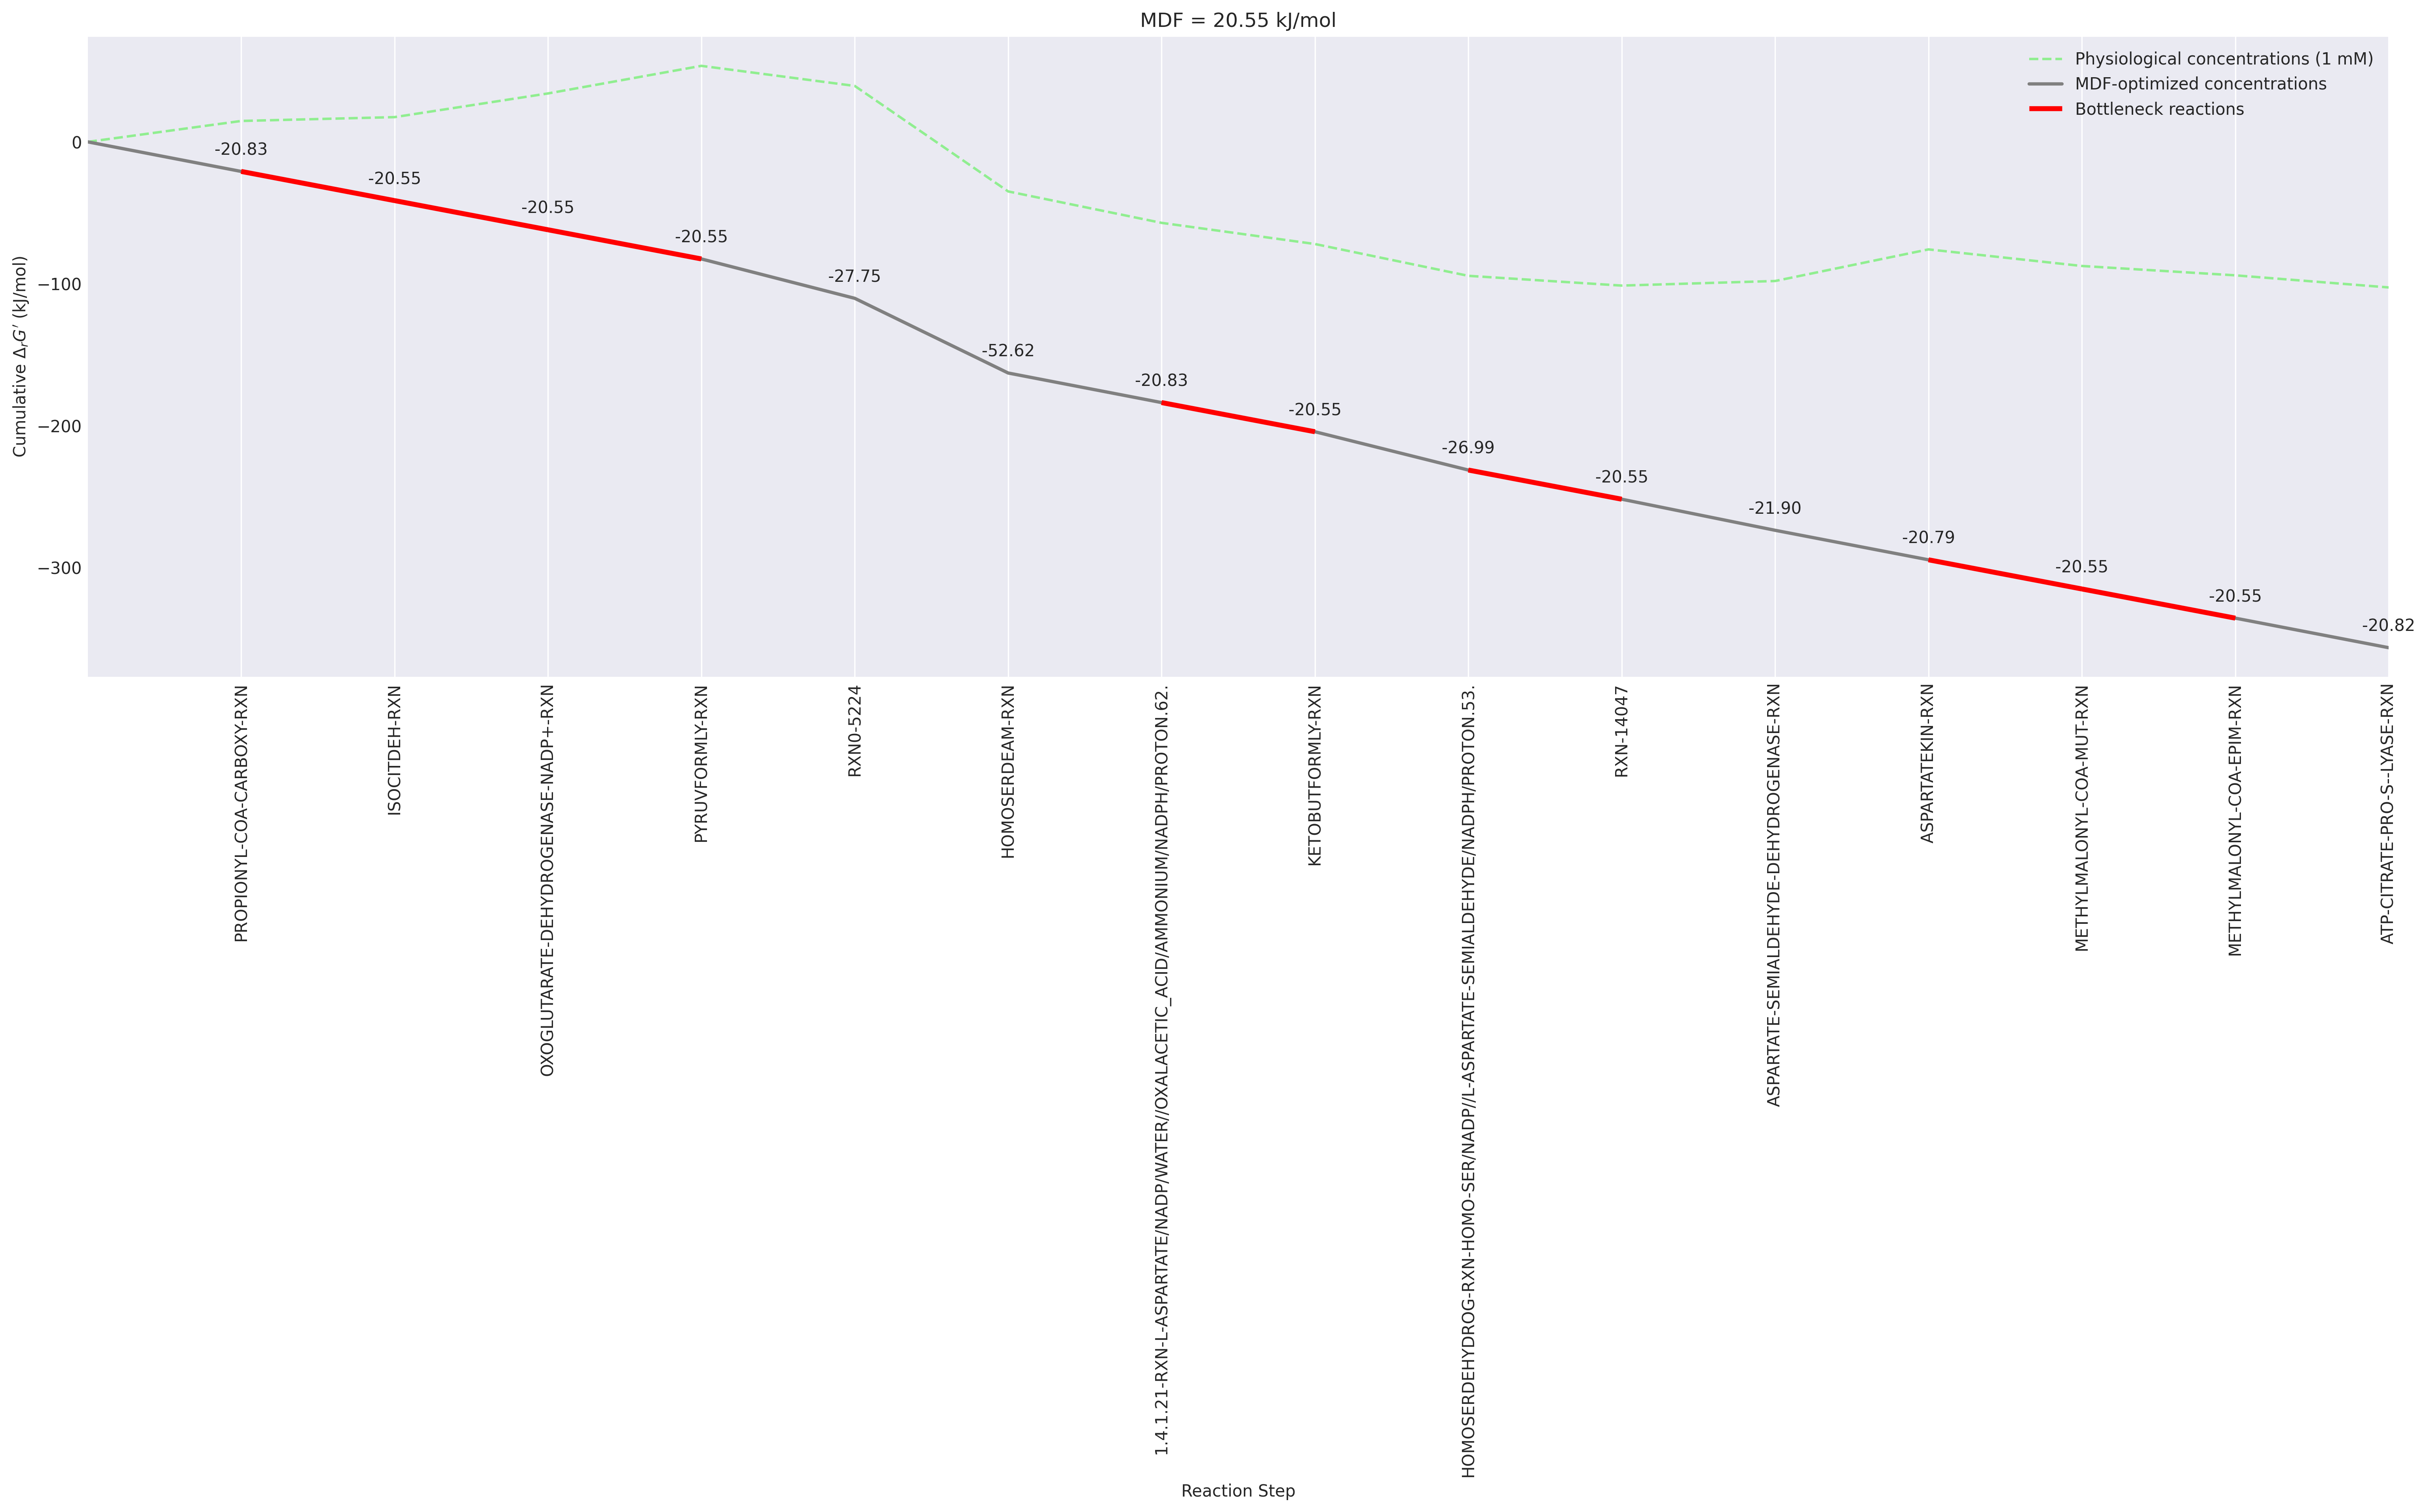 MDF = 20.55 kJ/mol
Physiological concentrations (1 mM)
MDF-optimized concentrations
Bottleneck reactions
Cumulative ΔrG′ (kJ/mol)
0
−100
−200
−300
-20.83
-20.55
-20.55
-20.55
-27.75
-52.62
-20.83
-20.55
-26.99
-20.55
-21.90
-20.79
-20.55
-20.55
-20.82
PROPIONYL-COA-CARBOXY-RXN
ISOCITDEH-RXN
OXOGLUTARATE-DEHYDROGENASE-NADP+-RXN
PYRUVFORMLY-RXN
RXN0-5224
HOMOSERDEAM-RXN
1.4.1.21-RXN-L-ASPARTATE/NADP/WATER//OXALACETIC_ACID/AMMONIUM/NADPH/PROTON.62.
KETOBUTFORMLY-RXN
HOMOSERDEHYDROG-RXN-HOMO-SER/NADP//L-ASPARTATE-SEMIALDEHYDE/NADPH/PROTON.53.
RXN-14047
ASPARTATE-SEMIALDEHYDE-DEHYDROGENASE-RXN
ASPARTATEKIN-RXN
METHYLMALONYL-COA-MUT-RXN
METHYLMALONYL-COA-EPIM-RXN
ATP-CITRATE-PRO-S--LYASE-RXN
Reaction Step